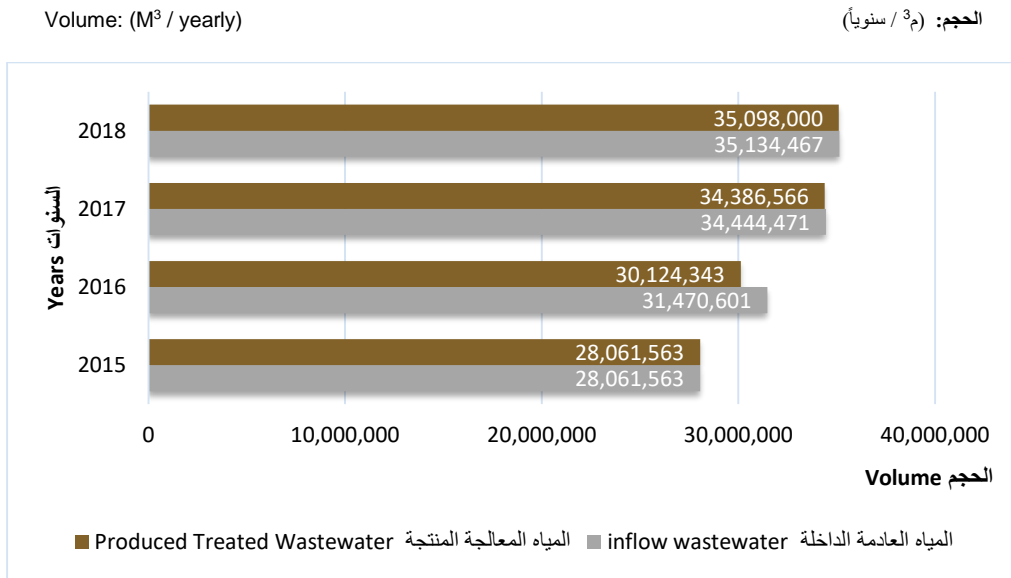 Volume: (M³ / yearly)
الحجم: (م³ / سنوياً)
2018
35,098,000
35,134,467
2017
34,386,566
34,444,471
2016
30,124,343
31,470,601
2015
28,061,563
28,061,563
السنوات Years
0 10,000,000 20,000,000 30,000,000 40,000,000
الحجم Volume
Produced Treated Wastewater المياه المعالجة المنتجة
inflow wastewater المياه العادمة الداخلة